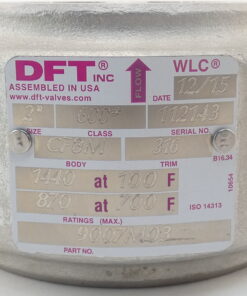 DFT® INC FLOW WLC®
ASSEMBLED IN USA
www.dft-valves.com DATE 12/15
3" 600# 112143
SIZE CLASS SERIAL NO.
CF8M 316
BODY TRIM B16.34
1440 at 100 F
870 at 700 F ISO 14313
RATINGS (MAX.) 10654
PART NO.